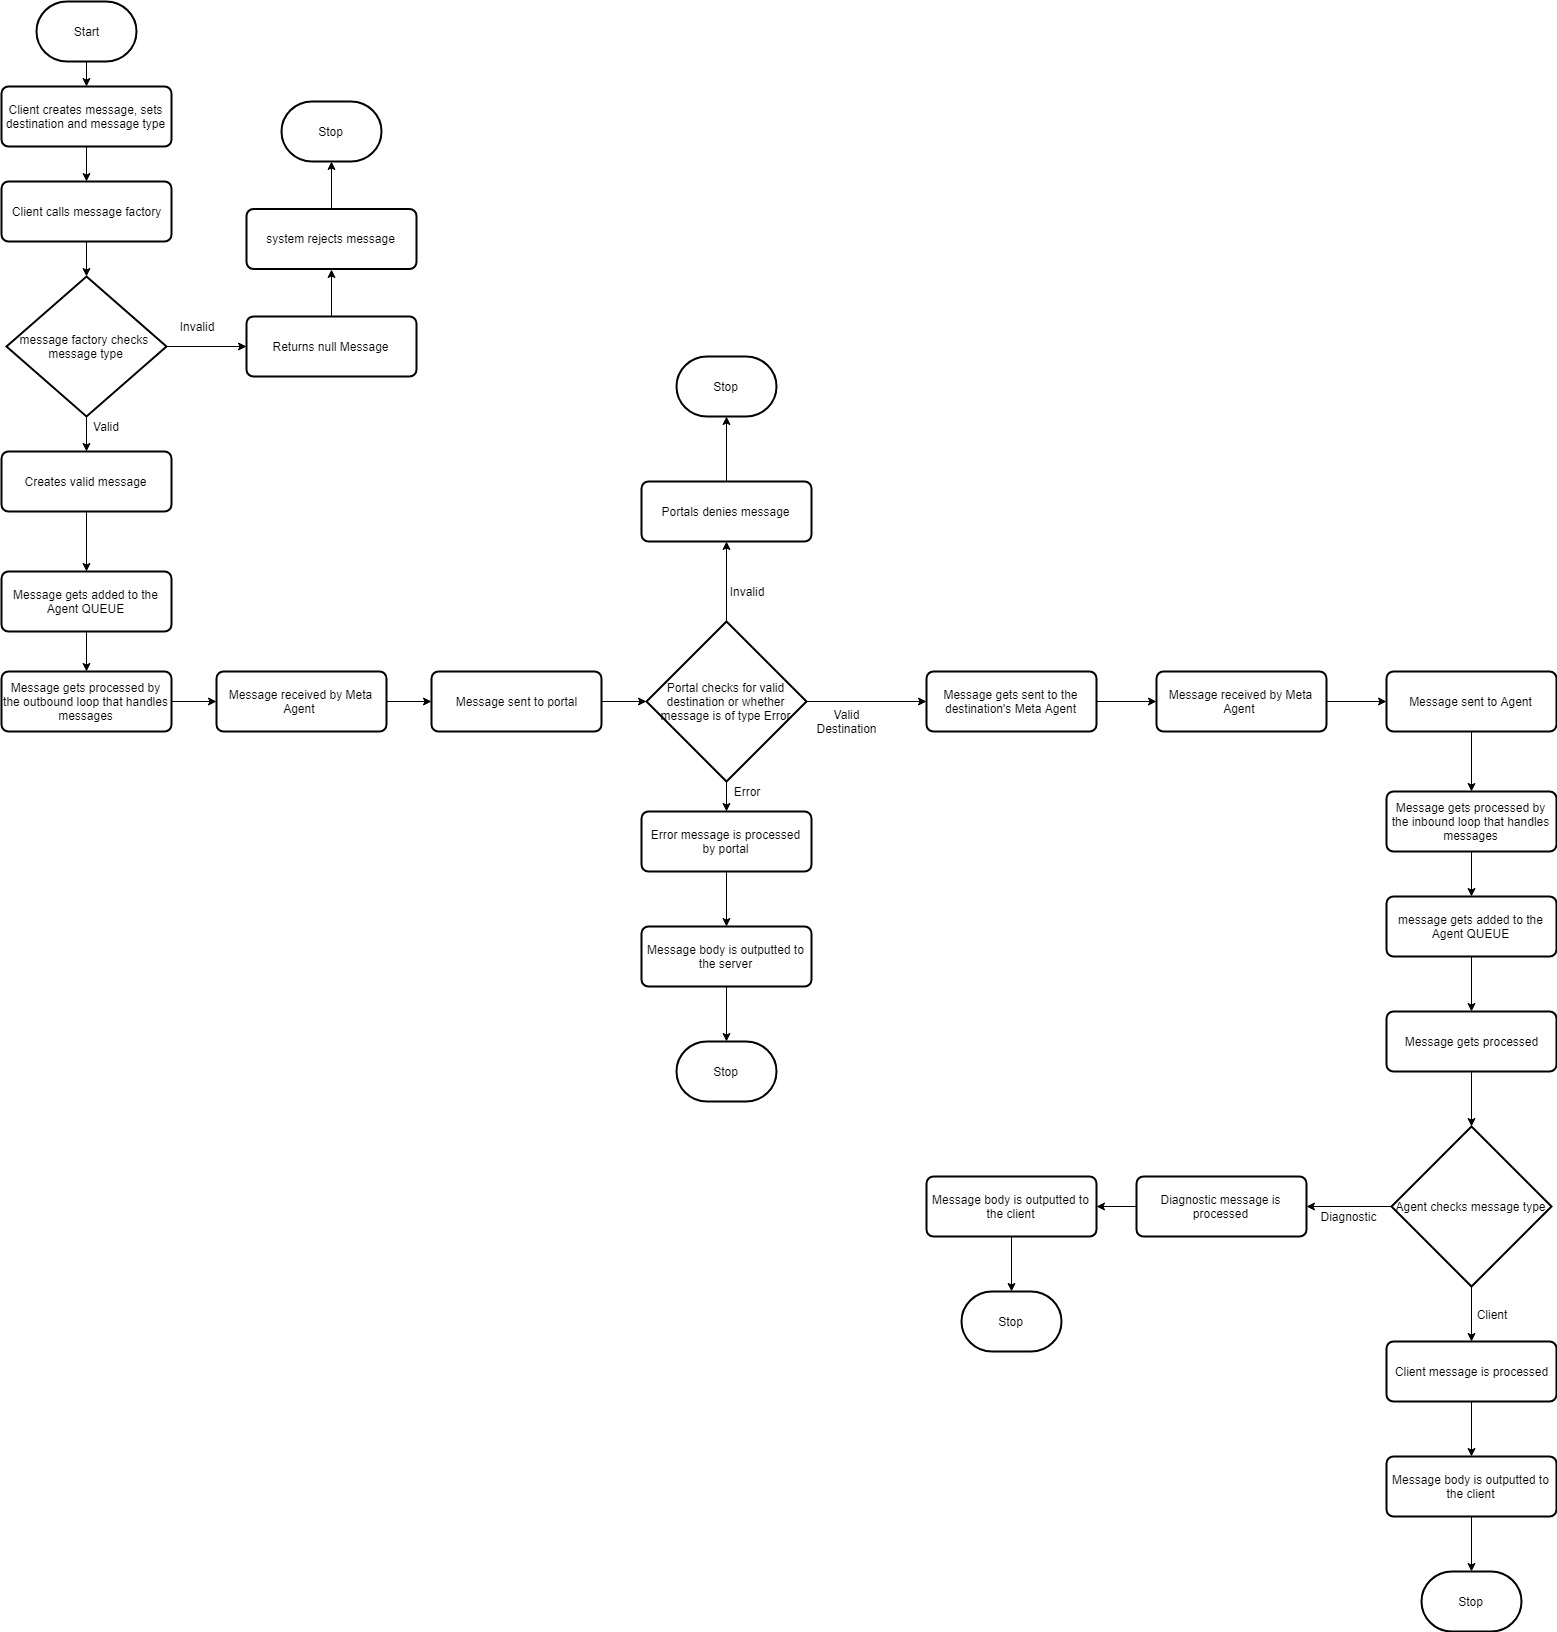 Start
Client creates message, sets
destination and message type
Client calls message factory
message factory checks
message type
Invalid
Returns null Message
system rejects message
Stop
Valid
Creates valid message
Message gets added to the
Agent QUEUE
Message gets processed by
the outbound loop that handles
messages
Message received by Meta
Agent
Message sent to portal
Portal checks for valid
destination or whether
message is of type Error
Invalid
Portals denies message
Stop
Error
Error message is processed
by portal
Message body is outputted to
the server
Stop
Valid
Destination
Message gets sent to the
destination's Meta Agent
Message received by Meta
Agent
Message sent to Agent
Message gets processed by
the inbound loop that handles
messages
message gets added to the
Agent QUEUE
Message gets processed
Agent checks message type
Diagnostic
Diagnostic message is
processed
Message body is outputted to
the client
Stop
Client
Client message is processed
Message body is outputted to
the client
Stop